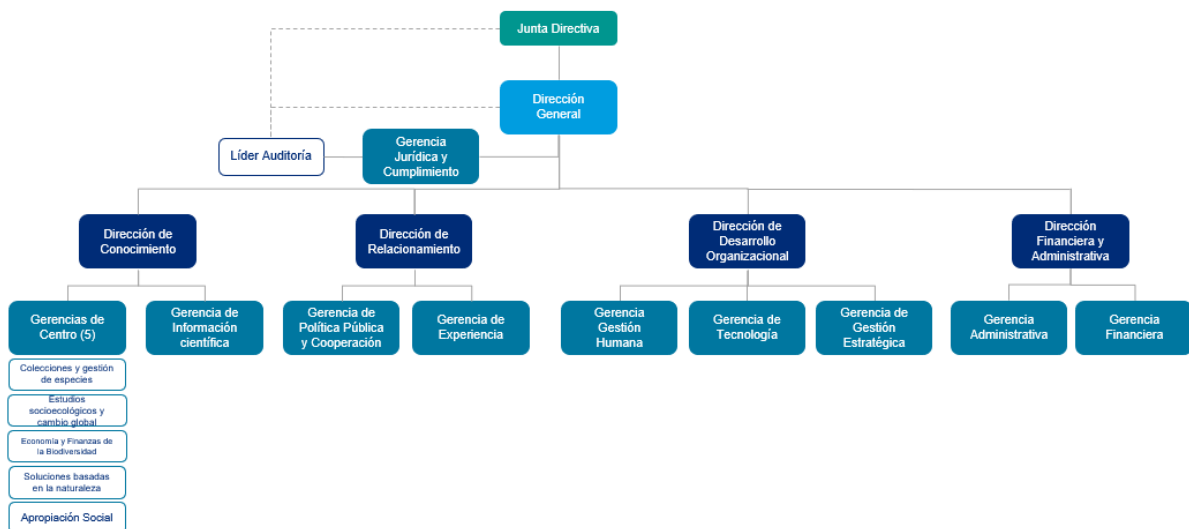 Junta Directiva
Dirección
General
Líder Auditoría
Gerencia
Jurídica y
Cumplimiento
Dirección de
Conocimiento
Dirección de
Relacionamiento
Dirección de
Desarrollo
Organizacional
Dirección
Financiera y
Administrativa
Gerencias de
Centro (5)
Gerencia de
Información
científica
Gerencia de
Política Pública
y Cooperación
Gerencia de
Experiencia
Gerencia
Gestión
Humana
Gerencia de
Tecnología
Gerencia de
Gestión
Estratégica
Gerencia
Administrativa
Gerencia
Financiera
Colecciones y gestión
de especies
Estudios
socioecológicos y
cambio global
Economía y Finanzas de
la Biodiversidad
Soluciones basadas
en la naturaleza
Apropiación Social